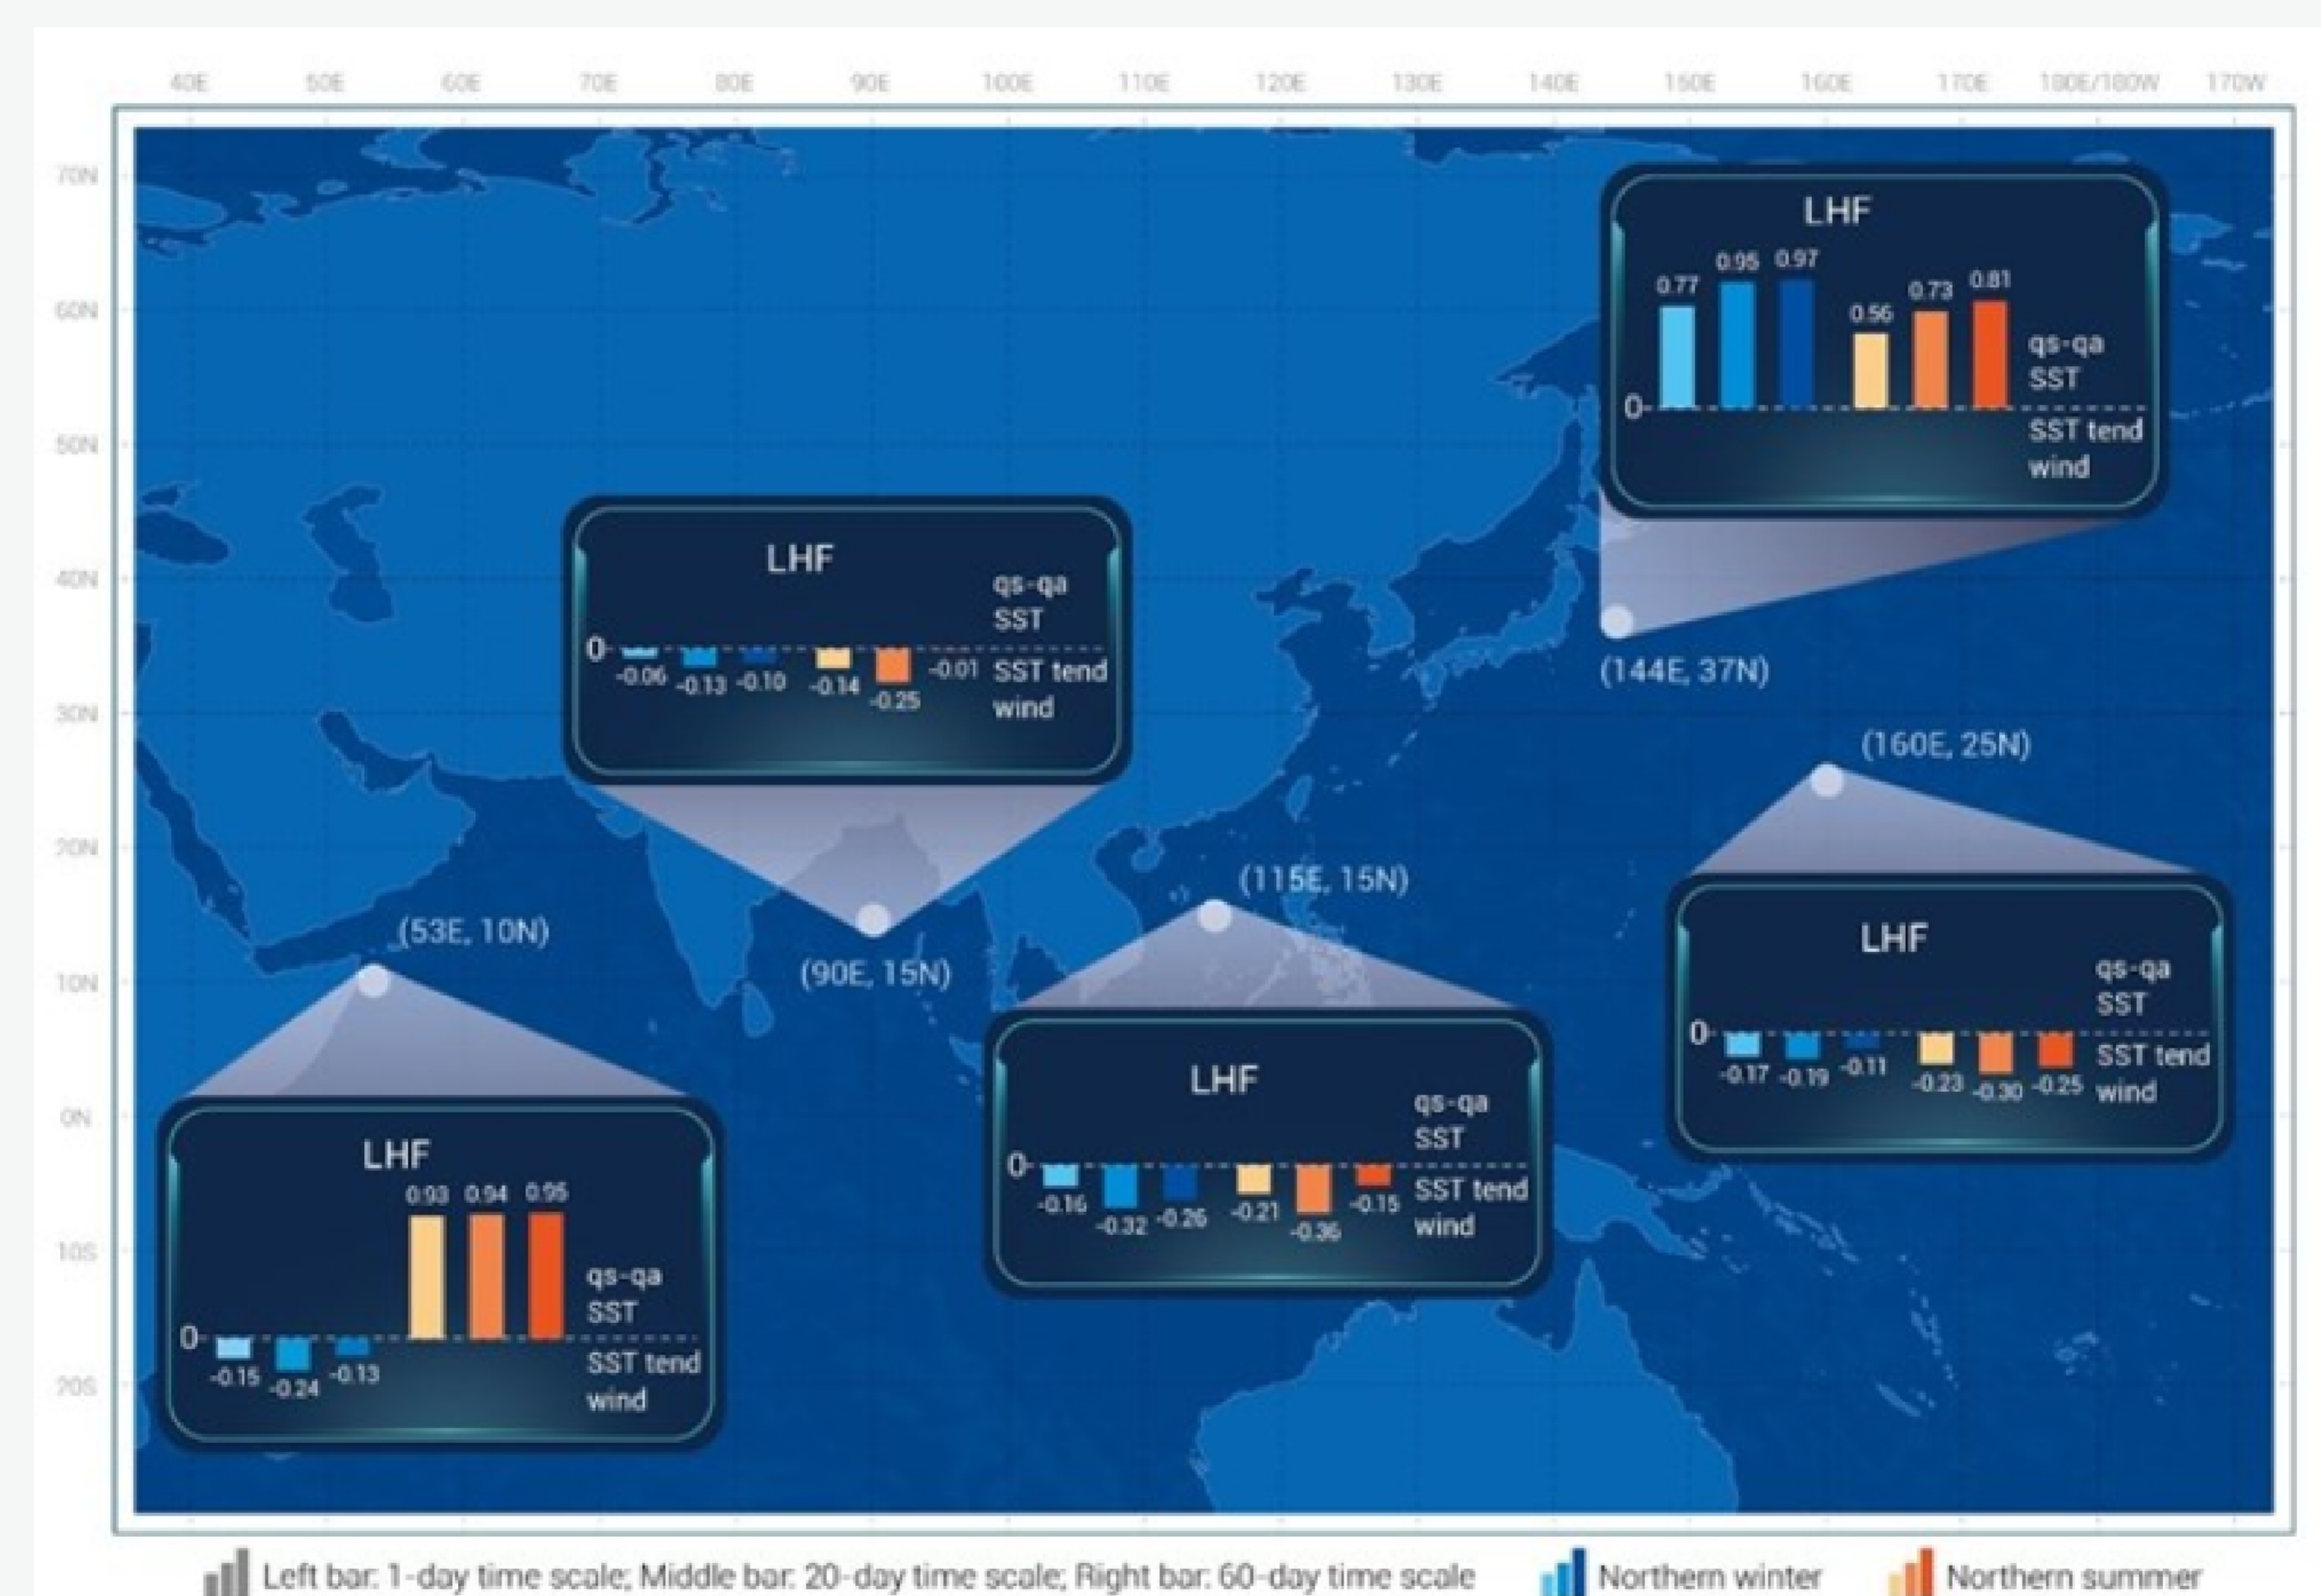 40E 50E 60E 70E 80E 90E 100E 110E 120E 130E 140E 150E 160E 170E 180E/180W 170W
70N
60N
50N
40N
30N
20N
10N
0N
10S
20S
LHF
0.77 0.95 0.97 0.56 0.73 0.81
qs-qa
SST
0
SST tend
wind
(144E, 37N)
LHF
qs-qa
SST
0
-0.06 -0.13 -0.10 -0.14 -0.25 -0.01
SST tend
wind
(90E, 15N)
(160E, 25N)
LHF
qs-qa
SST
0
-0.17 -0.19 -0.11 -0.23 -0.30 -0.25
SST tend
wind
(115E, 15N)
LHF
qs-qa
SST
0
-0.16 -0.32 -0.26 -0.21 -0.36 -0.15
SST tend
wind
(53E, 10N)
LHF
0.93 0.94 0.95
qs-qa
SST
0
-0.15 -0.24 -0.13
SST tend
wind
Left bar: 1-day time scale; Middle bar: 20-day time scale; Right bar: 60-day time scale
Northern winter
Northern summer